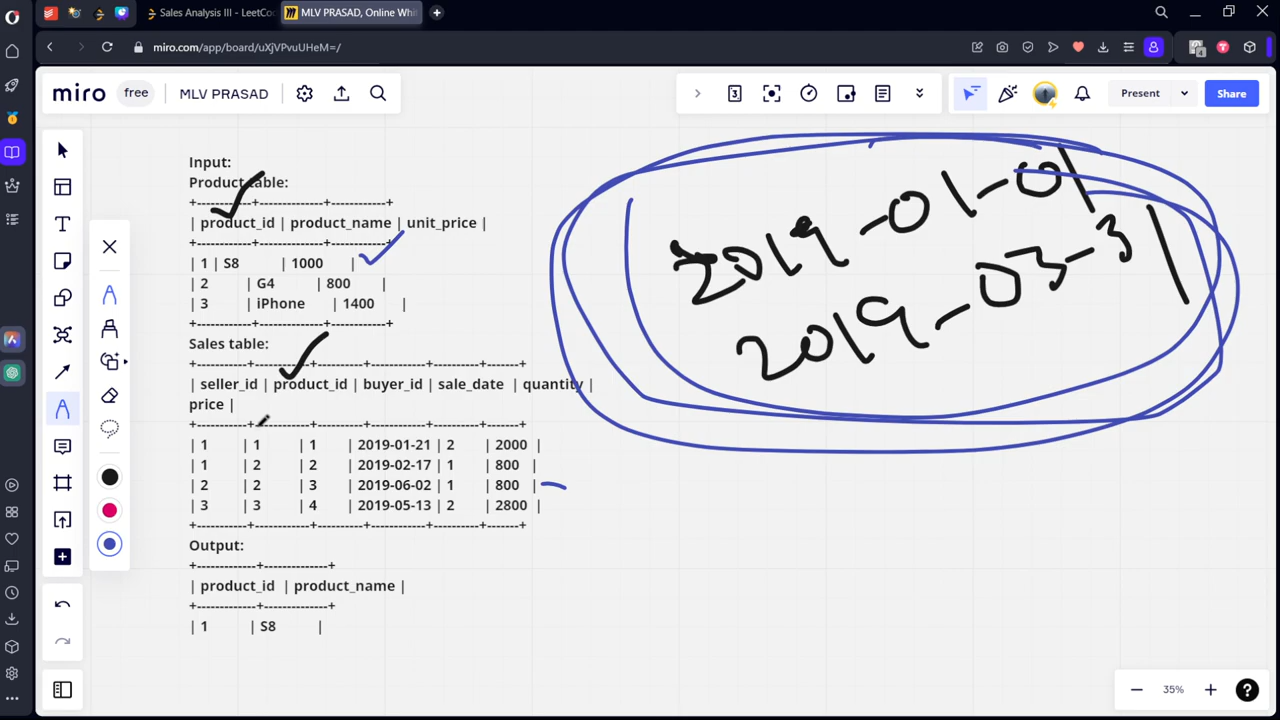 Sales Analysis III - LeetCo
MLV PRASAD, Online Whi
miro.com/app/board/uXjVPvuUHeM=/
miro free MLV PRASAD
3 Present Share
Input:
Product table:
+-----------+--------------+------------+
| product_id | product_name | unit_price |
+-----------+--------------+------------+
| 1 | S8 | 1000 |
| 2 | G4 | 800 |
| 3 | iPhone | 1400 |
+-----------+--------------+------------+
Sales table:
+-----------+------------+----------+------------+----------+-------+
| seller_id | product_id | buyer_id | sale_date | quantity |
price |
+-----------+------------+----------+------------+----------+-------+
| 1 | 1 | 1 | 2019-01-21 | 2 | 2000 |
| 1 | 2 | 2 | 2019-02-17 | 1 | 800 |
| 2 | 2 | 3 | 2019-06-02 | 1 | 800 |
| 3 | 3 | 4 | 2019-05-13 | 2 | 2800 |
+-----------+------------+----------+------------+----------+-------+
Output:
+-------------+--------------+
| product_id | product_name |
+-------------+--------------+
| 1 | S8 |
2019-01-01
2019-03-31
35%